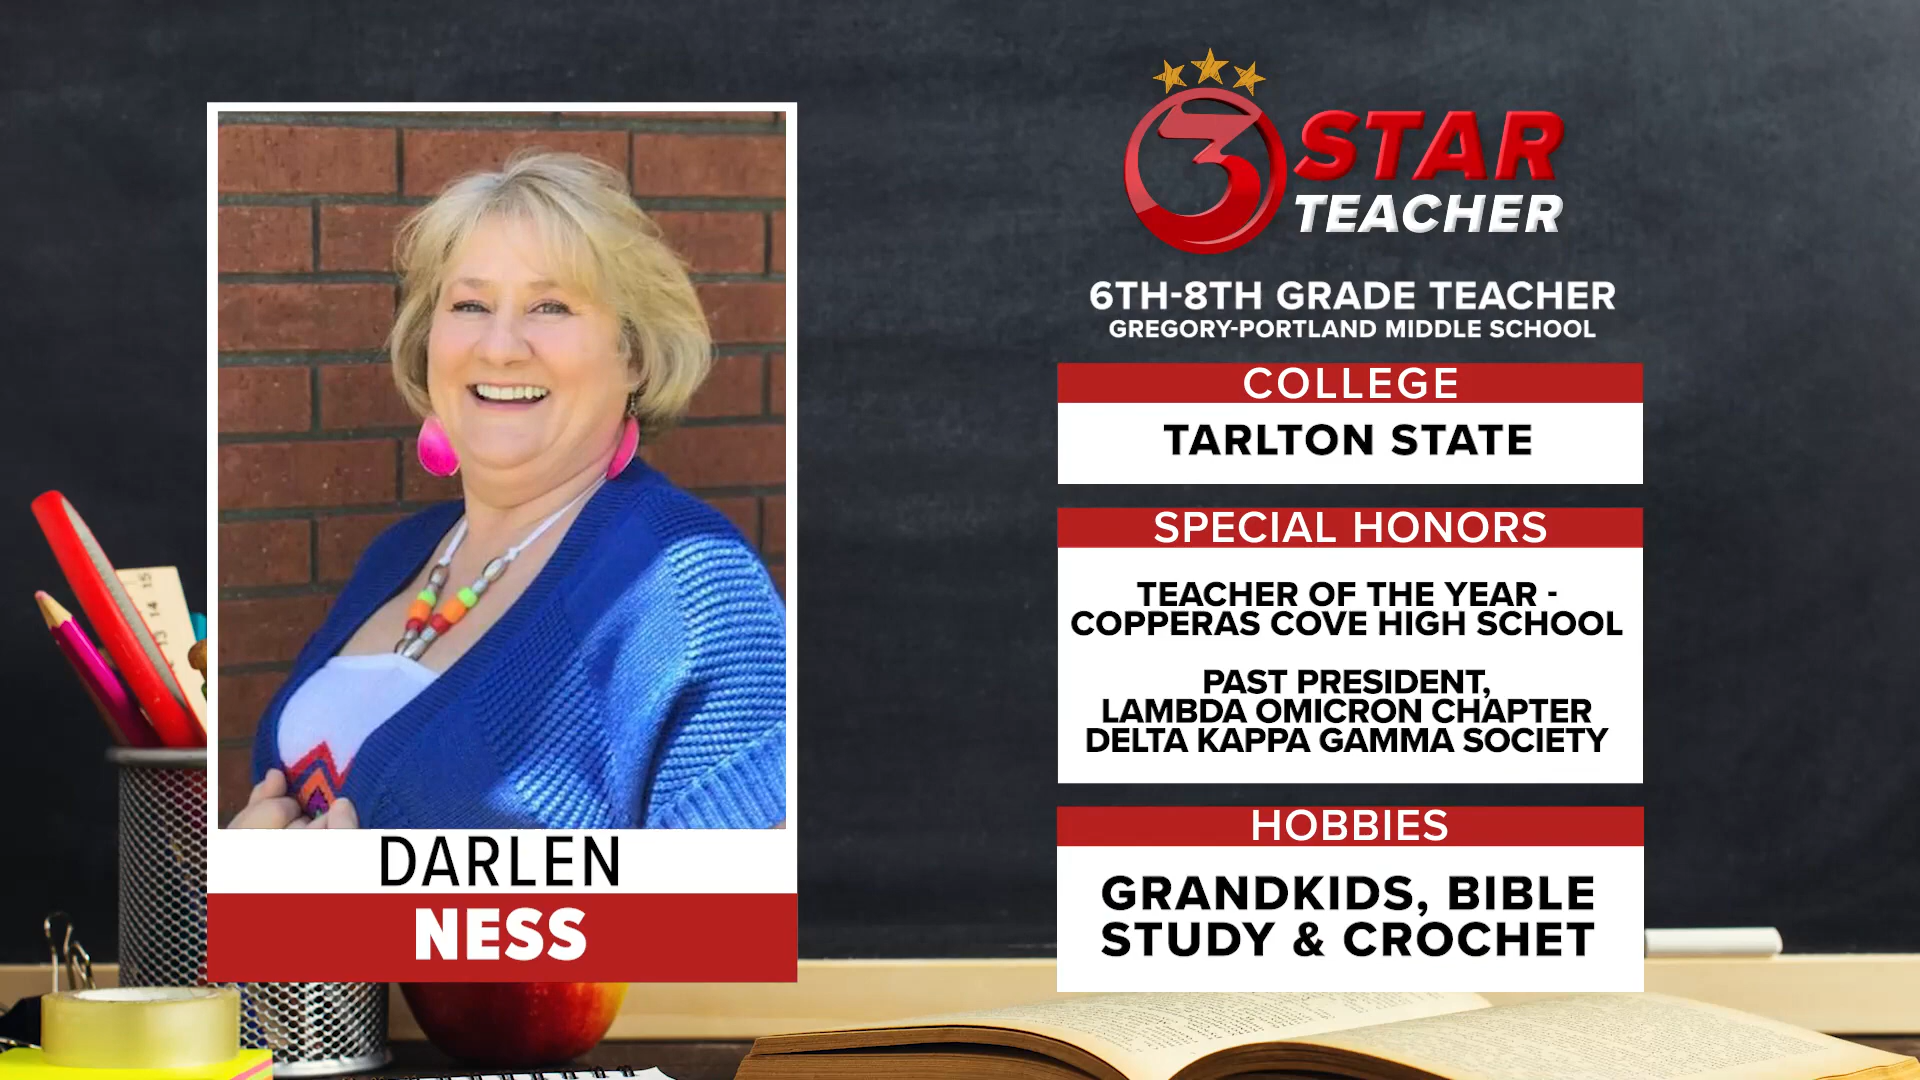 3 STAR
TEACHER
6TH-8TH GRADE TEACHER
GREGORY-PORTLAND MIDDLE SCHOOL
COLLEGE
TARLTON STATE
SPECIAL HONORS
TEACHER OF THE YEAR -
COPPERAS COVE HIGH SCHOOL
PAST PRESIDENT,
LAMBDA OMICRON CHAPTER
DELTA KAPPA GAMMA SOCIETY
HOBBIES
GRANDKIDS, BIBLE
STUDY & CROCHET
DARLEN
NESS
15
14